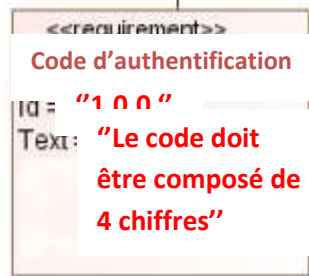 <<requirement>>
Code d'authentification
Id = "1.0.0"
Text= "Le code doit
être composé de
4 chiffres"